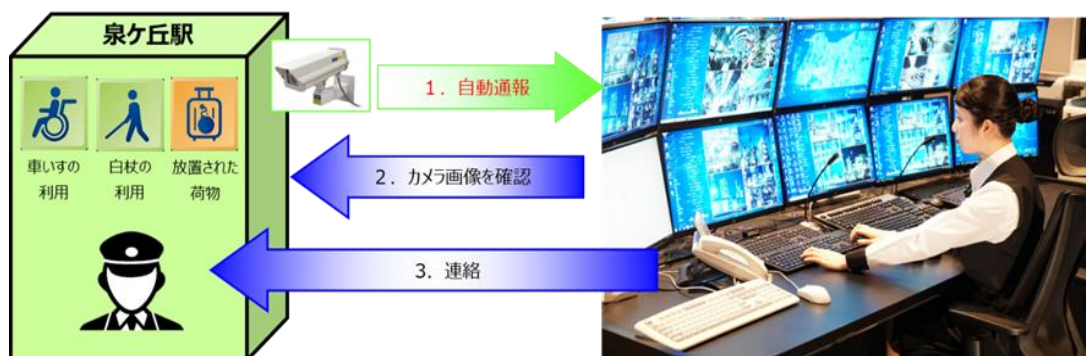 泉ケ丘駅
車いすの
利用
白杖の
利用
放置された
荷物
1．自動通報
2．カメラ画像を確認
3．連絡